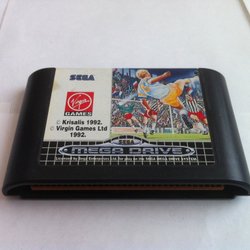 SEGA
Virgin
GAMES
© Krisalis 1992.
© Virgin Games Ltd
1992.
SEGA
MEGA DRIVE